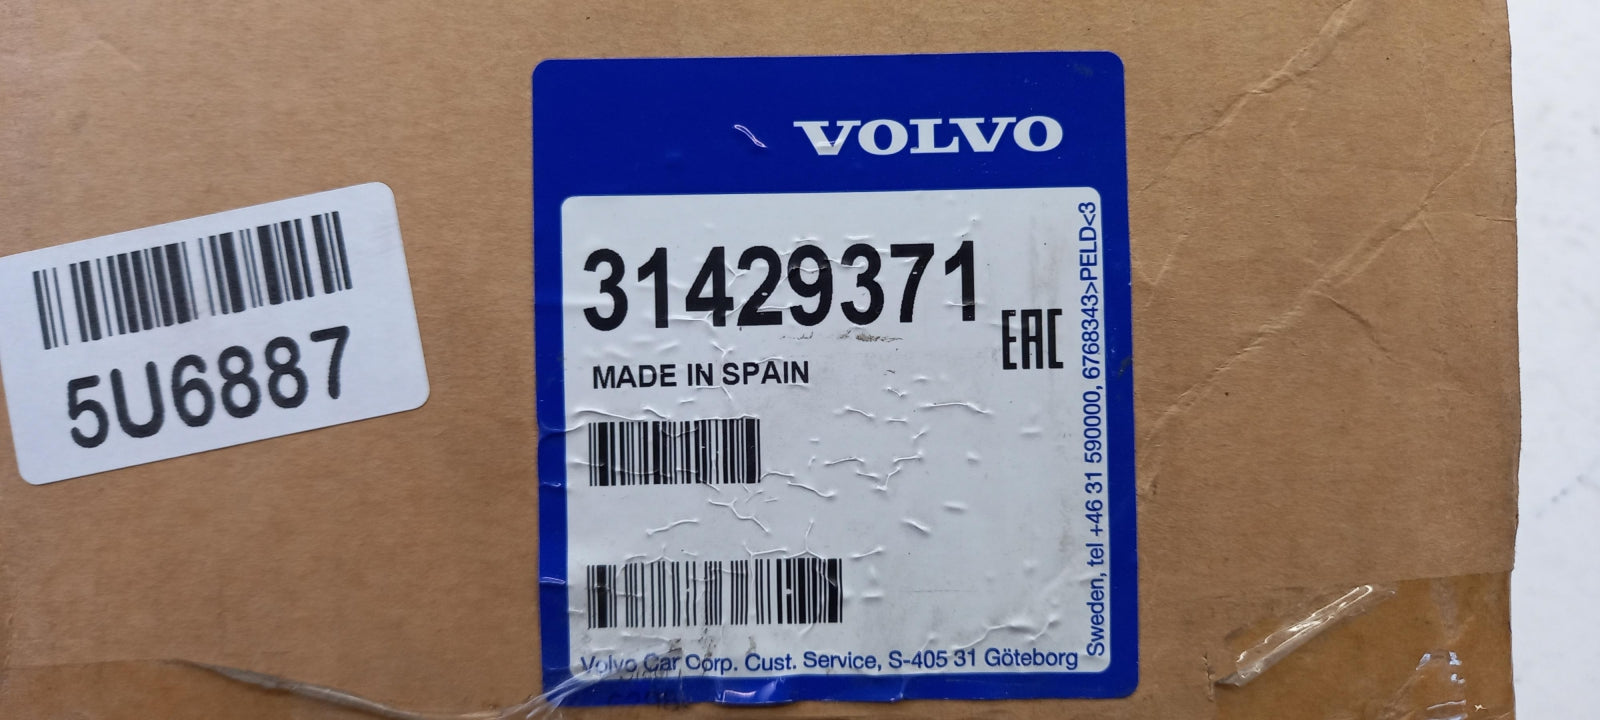 5U6887
VOLVO
31429371
EAC
MADE IN SPAIN
Volvo Car Corp. Cust. Service, S-405 31 Göteborg
Sweden, tel +46 31 590000, 6768343>PELD<3